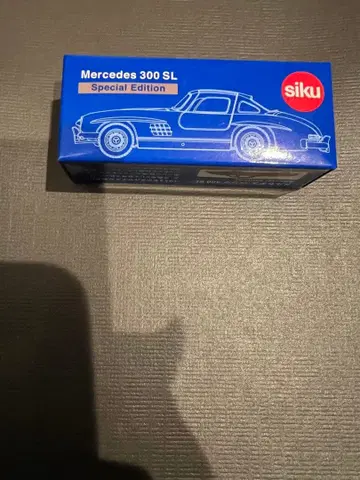 Mercedes 300 SL
Special Edition
siku